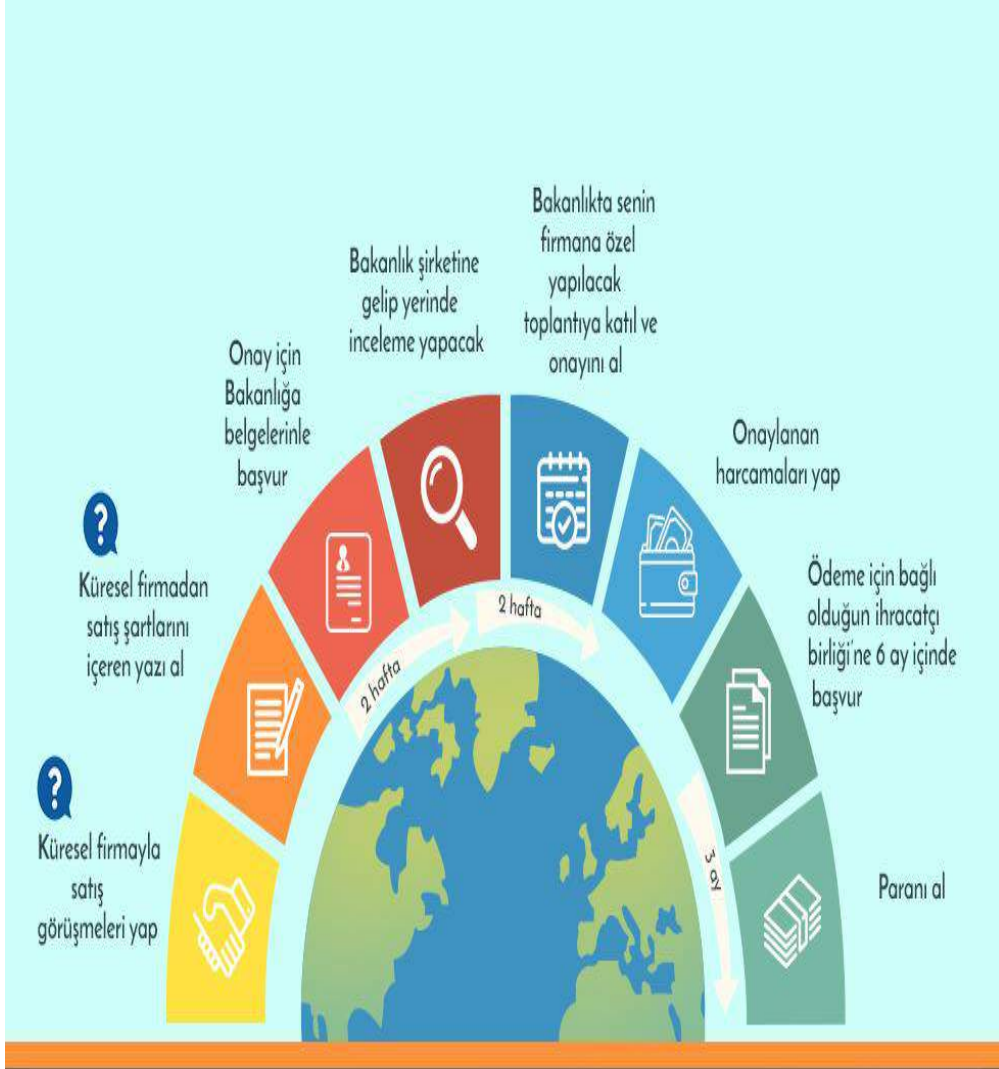 ?
Küresel firmayla
satış
görüşmeleri yap
?
Küresel firmadan
satış şartlarını
içeren yazı al
Onay için
Bakanlığa
belgelerinle
başvur
2 hafta
Bakanlık şirketine
gelip yerinde
inceleme yapacak
2 hafta
Bakanlıkta senin
firmana özel
yapılacak
toplantıya katıl ve
onayını al
Onaylanan
harcamaları yap
Ödeme için bağlı
olduğun ihracatçı
birliği'ne 6 ay içinde
başvur
3 ay
Paranı al